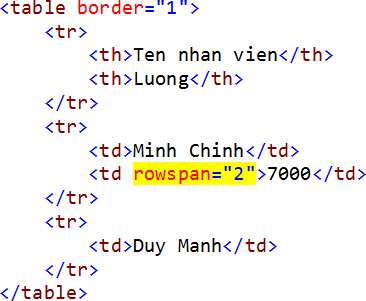 <table border="1">
    <tr>
        <th>Ten nhan vien</th>
        <th>Luong</th>
    </tr>
    <tr>
        <td>Minh Chinh</td>
        <td rowspan="2">7000</td>
    </tr>
    <tr>
        <td>Duy Manh</td>
    </tr>
</table>